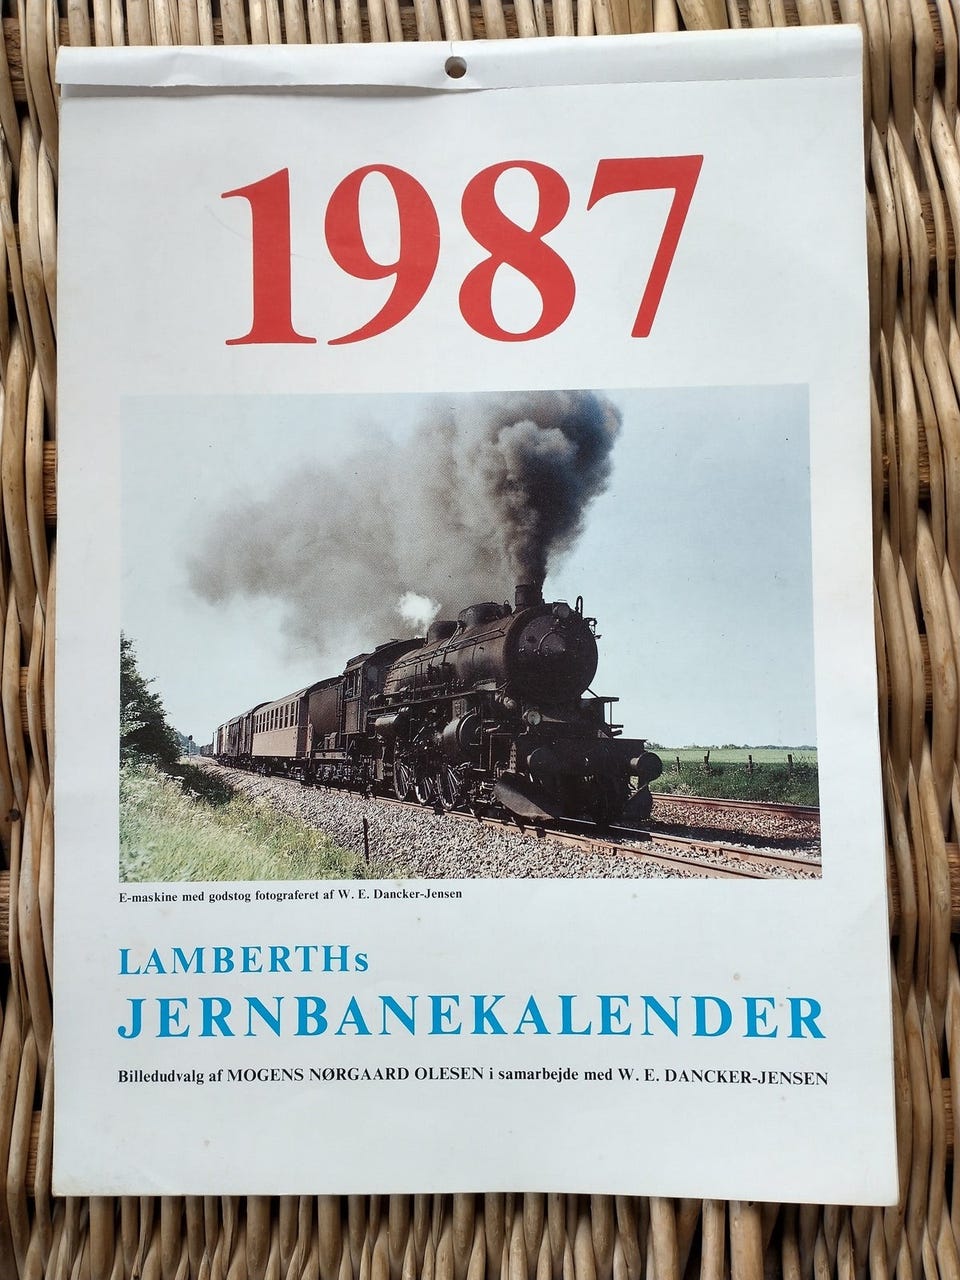 1987
E-maskine med godstog fotograferet af W. E. Dancker-Jensen
LAMBERTHs
JERNBANEKALENDER
Billedudvalg af MOGENS NØRGAARD OLESEN i samarbejde med W. E. DANCKER-JENSEN